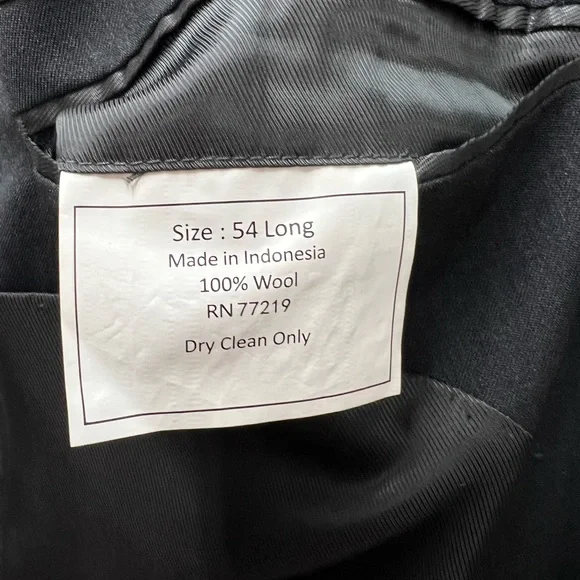 Size : 54 Long
Made in Indonesia
100% Wool
RN 77219
Dry Clean Only